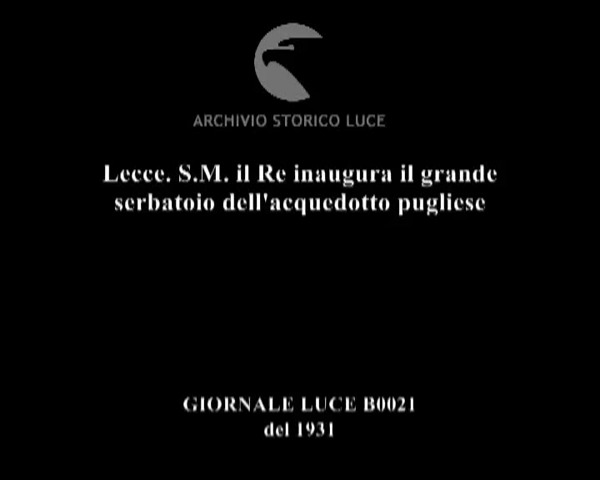 ARCHIVIO STORICO LUCE
Lecce. S.M. il Re inaugura il grande
serbatoio dell'acquedotto pugliese
GIORNALE LUCE B0021
del 1931